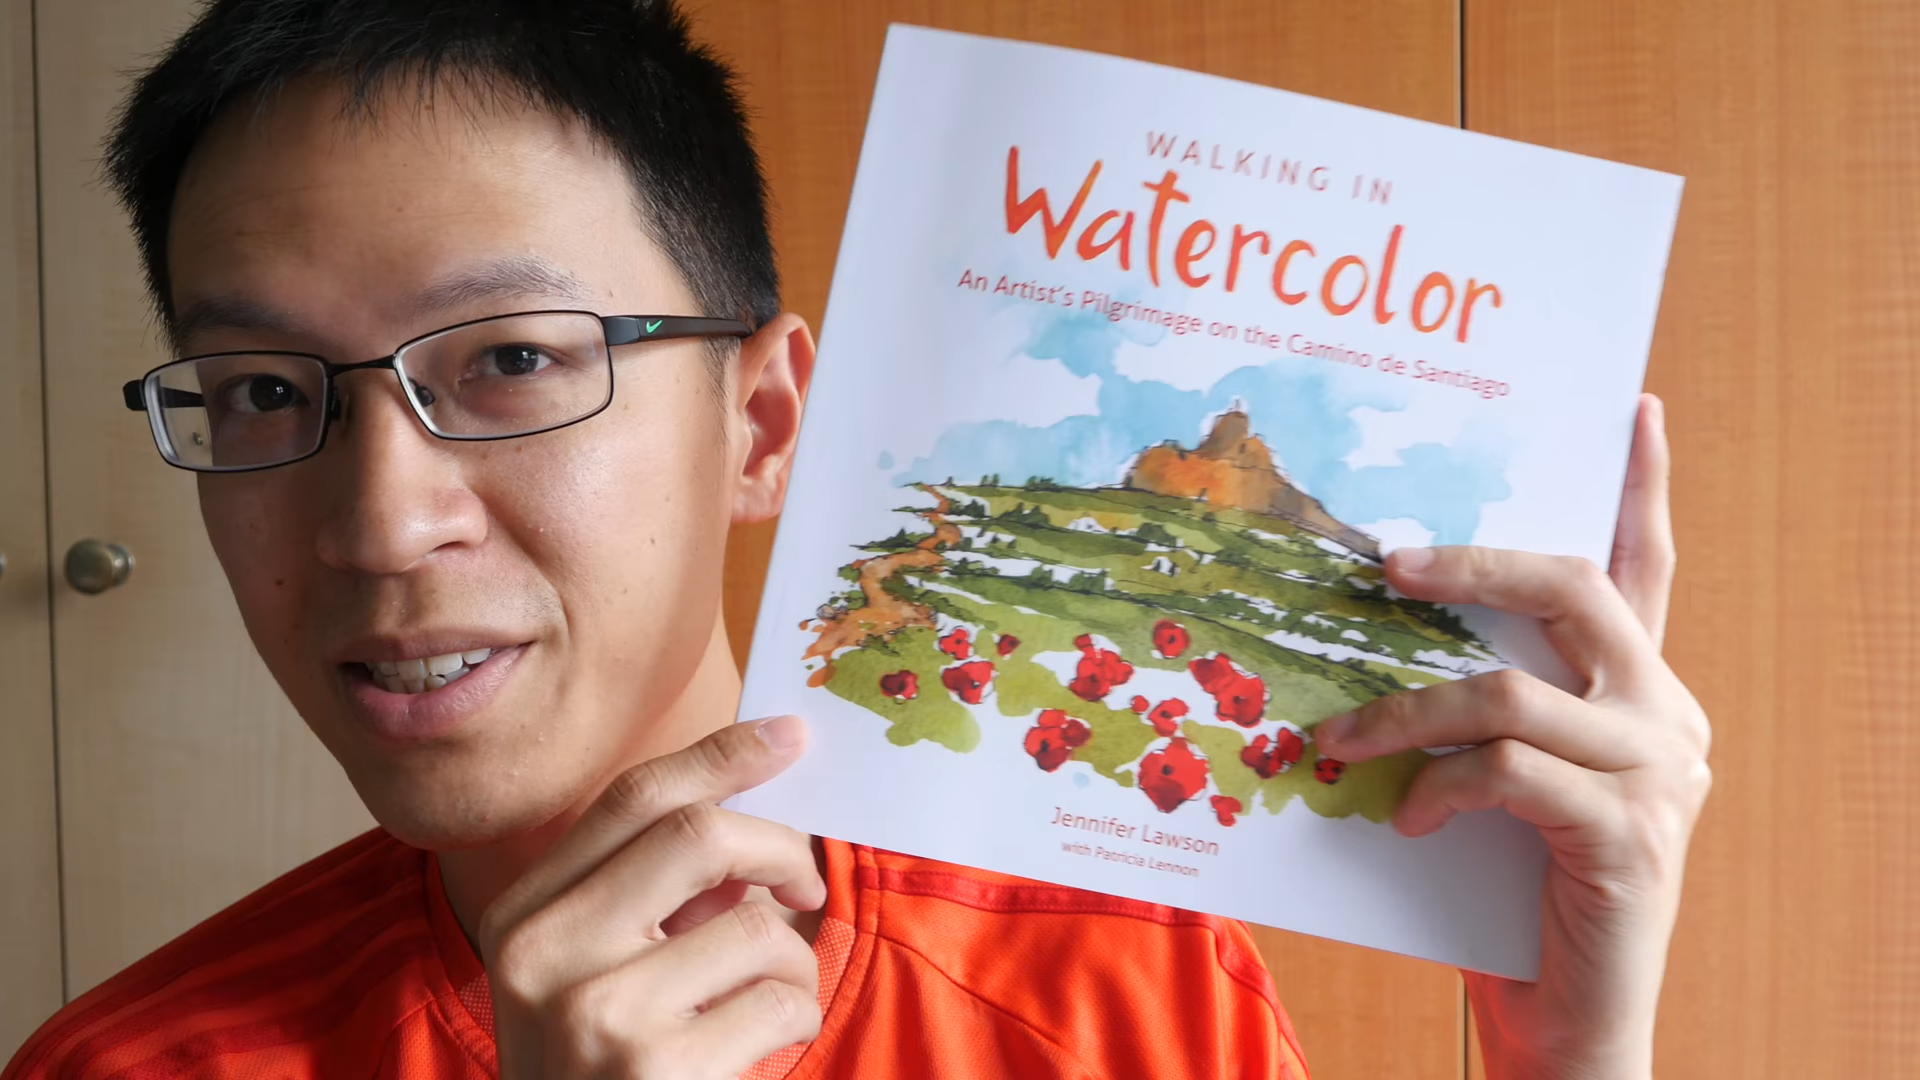 WALKING IN
Watercolor
An Artist's Pilgrimage on the Camino de Santiago
Jennifer Lawson
with Patricia Lennon